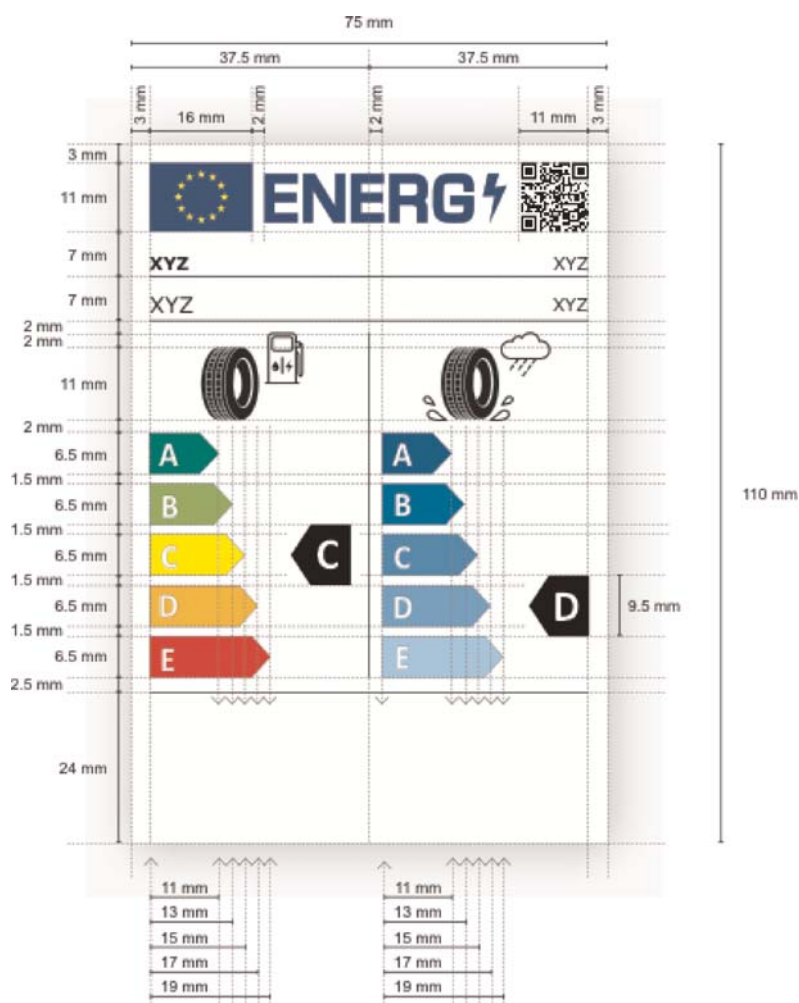 75 mm
37.5 mm 37.5 mm
3 mm 16 mm 2 mm 2 mm 11 mm 3 mm
3 mm
11 mm ENERG
7 mm XYZ XYZ
7 mm XYZ XYZ
2 mm
2 mm
11 mm
2 mm
6.5 mm A A
1.5 mm
6.5 mm B B
110 mm
1.5 mm
6.5 mm C C C
1.5 mm
6.5 mm D D D 9.5 mm
1.5 mm
6.5 mm E E
2.5 mm
24 mm
11 mm 11 mm
13 mm 13 mm
15 mm 15 mm
17 mm 17 mm
19 mm 19 mm